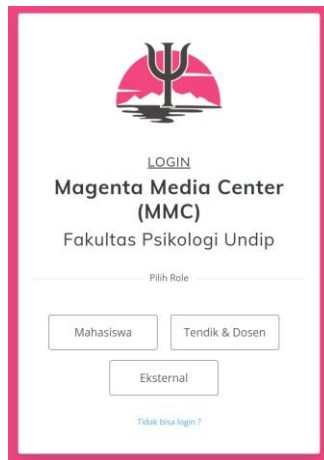 LOGIN
Magenta Media Center
(MMC)
Fakultas Psikologi Undip
Pilih Role
Mahasiswa
Tendik & Dosen
Eksternal
Tidak bisa login ?